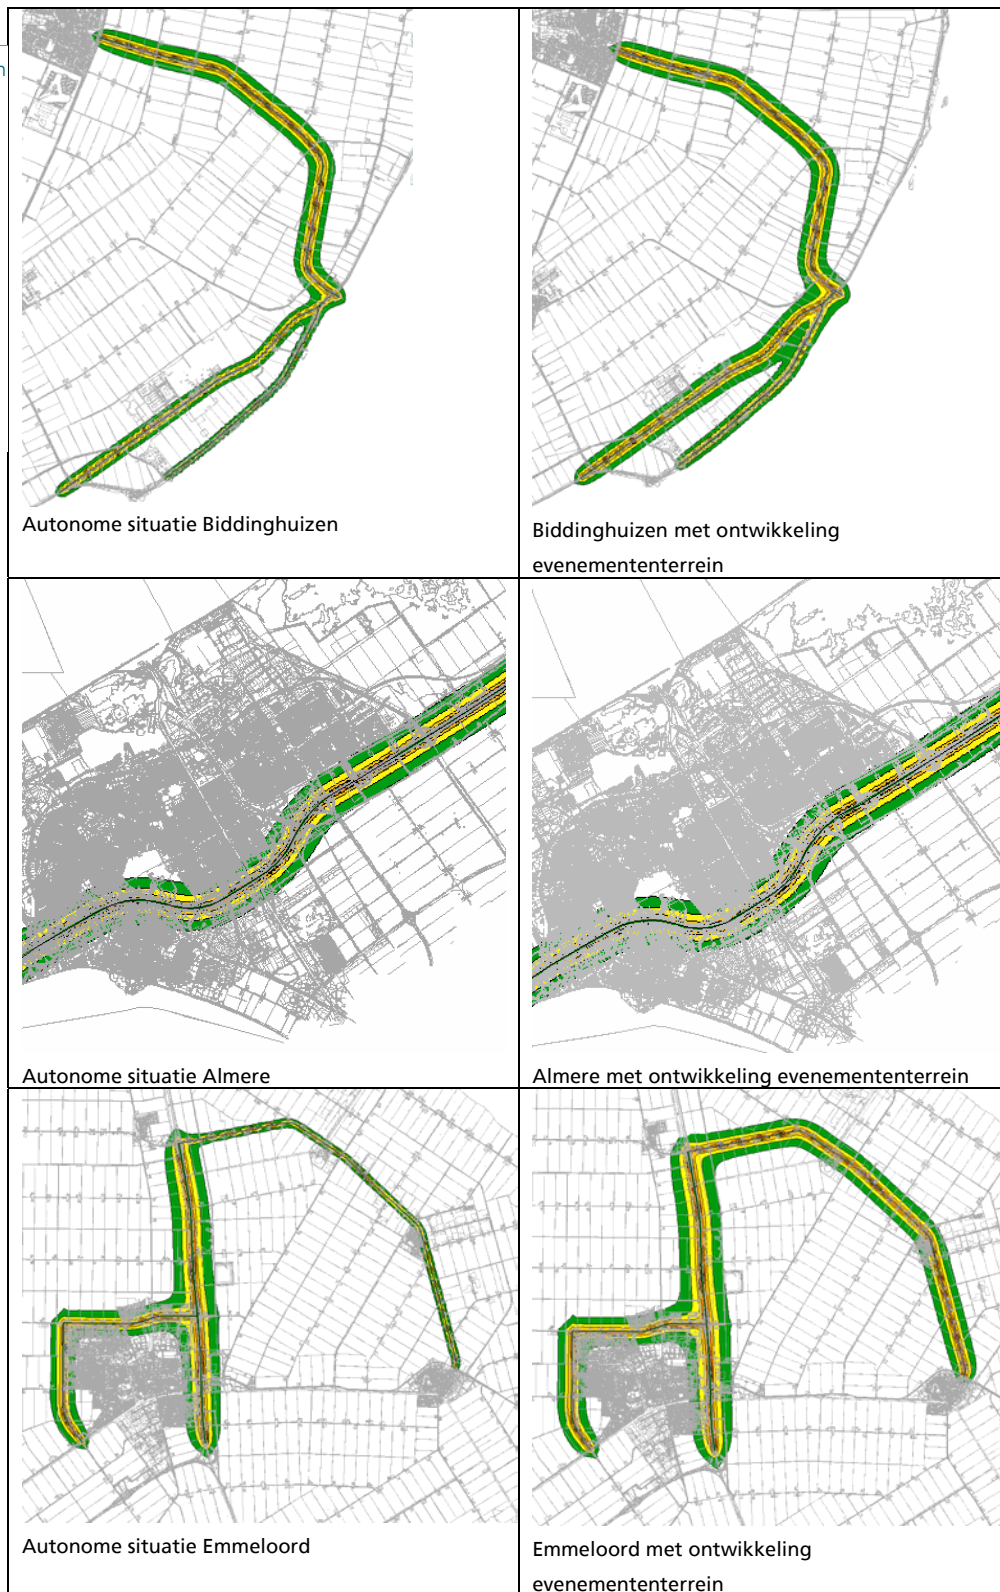 n
Autonome situatie Biddinghuizen
Biddinghuizen met ontwikkeling
evenemententerrein
Autonome situatie Almere
Almere met ontwikkeling evenemententerrein
Autonome situatie Emmeloord
Emmeloord met ontwikkeling
evenemententerrein